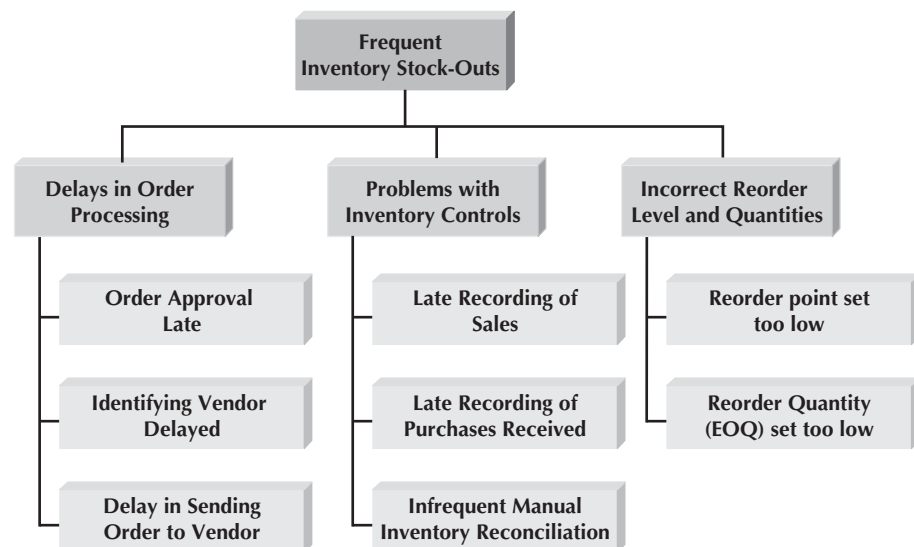 Frequent
Inventory Stock-Outs
Delays in Order
Processing
Problems with
Inventory Controls
Incorrect Reorder
Level and Quantities
Order Approval
Late
Late Recording of
Sales
Reorder point set
too low
Identifying Vendor
Delayed
Late Recording of
Purchases Received
Reorder Quantity
(EOQ) set too low
Delay in Sending
Order to Vendor
Infrequent Manual
Inventory Reconciliation